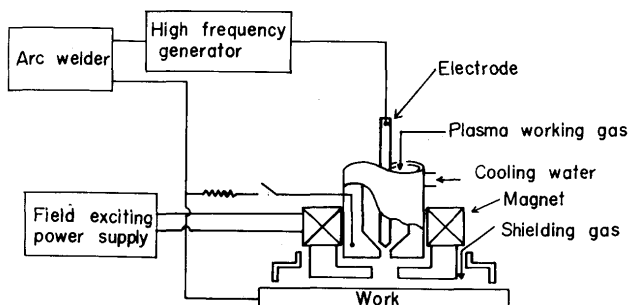 High frequency
generator
Arc welder
Electrode
Plasma working gas
Cooling water
Magnet
Shielding gas
Field exciting
power supply
Work